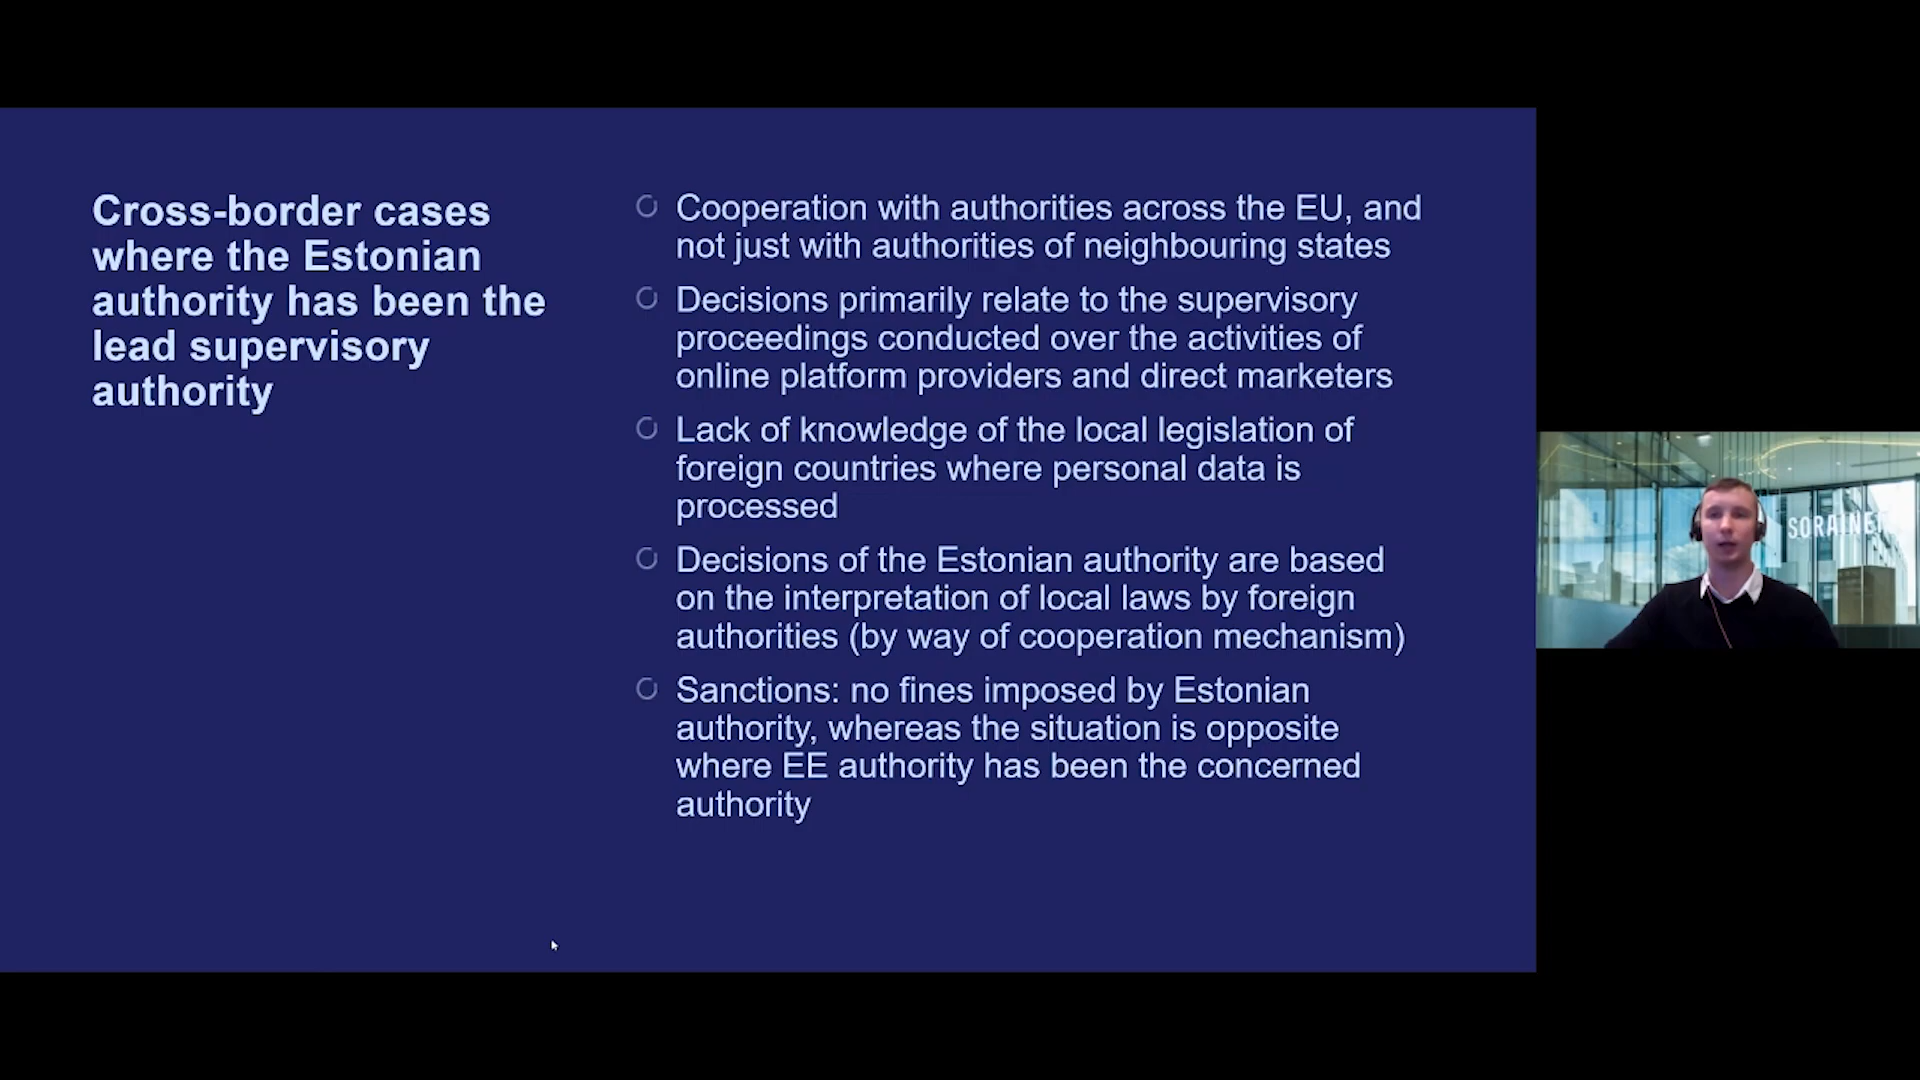 Cross-border cases
where the Estonian
authority has been the
lead supervisory
authority
Cooperation with authorities across the EU, and
not just with authorities of neighbouring states
Decisions primarily relate to the supervisory
proceedings conducted over the activities of
online platform providers and direct marketers
Lack of knowledge of the local legislation of
foreign countries where personal data is
processed
Decisions of the Estonian authority are based
on the interpretation of local laws by foreign
authorities (by way of cooperation mechanism)
Sanctions: no fines imposed by Estonian
authority, whereas the situation is opposite
where EE authority has been the concerned
authority
SORAINEN